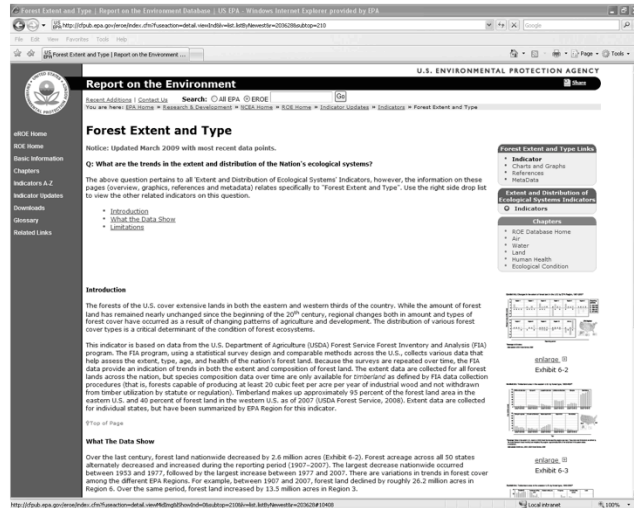 Forest Extent and Type | Report on the Environment Database | US EPA - Windows Internet Explorer provided by EPA
Google
File Edit View Favorites Tools Help
Forest Extent and Type | Report on the Environment ...
Page Tools
U.S. ENVIRONMENTAL PROTECTION AGENCY
Report on the Environment
Share
Recent Additions | Contact Us Search: All EPA EROE Go
You are here: EPA Home » Research & Development » NCEA Home » ROE Home » Indicator Updates » Indicators » Forest Extent and Type
eROE Home
ROE Home
Basic Information
Chapters
Indicators A-Z
Indicator Updates
Downloads
Glossary
Related Links
Forest Extent and Type
Notice: Updated March 2009 with most recent data points.
Q: What are the trends in the extent and distribution of the Nation's ecological systems?
The above question pertains to all 'Extent and Distribution of Ecological Systems' Indicators, however, the information on these
pages (overview, graphics, references and metadata) relates specifically to "Forest Extent and Type". Use the right side drop list
to view the other related indicators on this question.
Introduction
What the Data Show
Limitations
Forest Extent and Type Links
Indicator
Charts and Graphs
References
MetaData
Extent and Distribution of
Ecological Systems Indicators
Indicators
Chapters
ROE Database Home
Air
Water
Land
Human Health
Ecological Condition
Introduction
The forests of the U.S. cover extensive lands in both the eastern and western thirds of the country. While the amount of forest
land has remained nearly unchanged since the beginning of the 20th century, regional changes both in amount and types of
forest cover have occurred as a result of changing patterns of agriculture and development. The distribution of various forest
cover types is a critical determinant of the condition of forest ecosystems.
This indicator is based on data from the U.S. Department of Agriculture (USDA) Forest Service Forest Inventory and Analysis (FIA)
program. The FIA program, using a statistical survey design and comparable methods across the U.S., collects various data that
help assess the extent, type, age, and health of the nation's forest land. Because the surveys are repeated over time, the FIA
data provide an indication of trends in both the extent and composition of forest land. The extent data are collected for all forest
lands across the nation, but species composition data over time are only available for timberland as defined by FIA data collection
procedures (that is, forests capable of producing at least 20 cubic feet per acre per year of industrial wood and not withdrawn
from timber utilization by statute or regulation). Timberland makes up approximately 95 percent of the forest land area in the
eastern U.S. and 40 percent of forest land in the western U.S. as of 2007 (USDA Forest Service, 2008). Extent data are collected
for individual states, but have been summarized by EPA Region for this indicator.
Top of Page
What The Data Show
Over the last century, forest land nationwide decreased by 2.6 million acres (Exhibit 6-2). Forest acreage across all 50 states
alternately decreased and increased during the reporting period (1907-2007). The largest decrease nationwide occurred
between 1953 and 1977, followed by the largest increase between 1977 and 2007. There are variations in trends in forest cover
among the different EPA Regions. For example, between 1907 and 2007, forest land declined by roughly 26.2 million acres in
Region 6. Over the same period, forest land increased by 13.5 million acres in Region 3.
enlarge
Exhibit 6-2
enlarge
Exhibit 6-3
Local intranet 100%